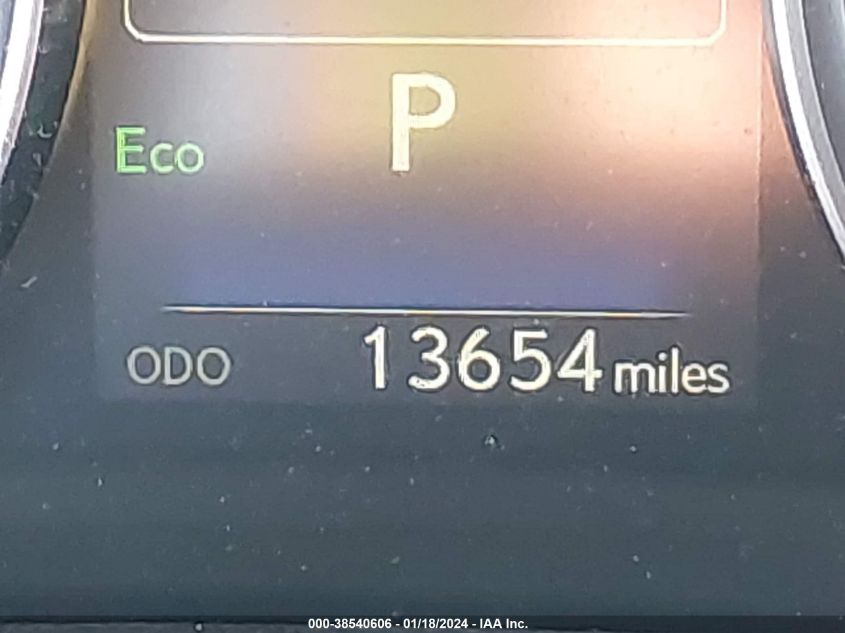 P
Eco
ODO 13654 miles
000-38540606 - 01/18/2024 - IAA Inc.